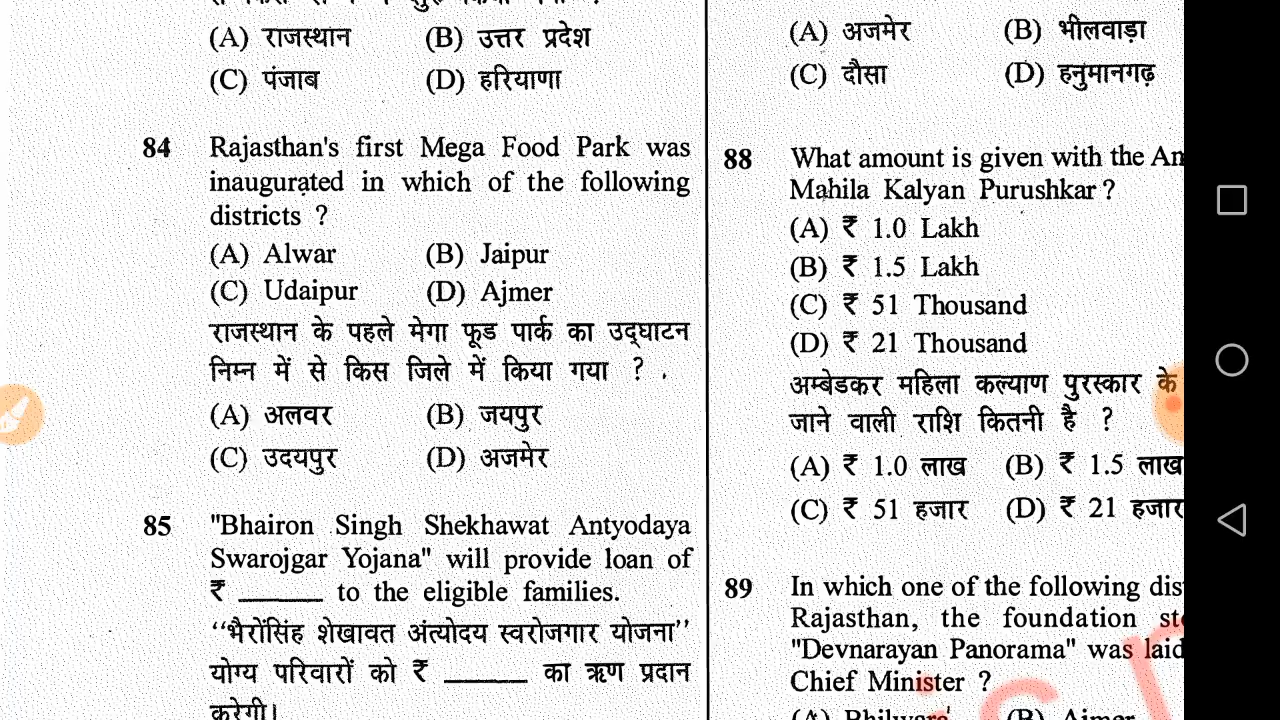 (A) राजस्थान (B) उत्तर प्रदेश
(C) पंजाब (D) हरियाणा
84 Rajasthan's first Mega Food Park was
inaugurated in which of the following
districts ?
(A) Alwar (B) Jaipur
(C) Udaipur (D) Ajmer
राजस्थान के पहले मेगा फूड पार्क का उद्घाटन
निम्न में से किस जिले में किया गया ? .
(A) अलवर (B) जयपुर
(C) उदयपुर (D) अजमेर
85 "Bhairon Singh Shekhawat Antyodaya
Swarojgar Yojana" will provide loan of
₹ ______ to the eligible families.
‘‘भैरोंसिंह शेखावत अंत्योदय स्वरोजगार योजना’’
योग्य परिवारों को ₹ ______ का ऋण प्रदान
करेगी।
(A) अजमेर (B) भीलवाड़ा
(C) दौसा (D) हनुमानगढ़
88 What amount is given with the
Mahila Kalyan Purushkar ?
(A) ₹ 1.0 Lakh
(B) ₹ 1.5 Lakh
(C) ₹ 51 Thousand
(D) ₹ 21 Thousand
अम्बेडकर महिला कल्याण पुरस्कार के
जाने वाली राशि कितनी है ?
(A) ₹ 1.0 लाख (B) ₹ 1.5 लाख
(C) ₹ 51 हजार (D) ₹ 21 हजार
89 In which one of the following
Rajasthan, the foundation
"Devnarayan Panorama" was laid
Chief Minister ?
(A) Bhilwara (B) Ajmer